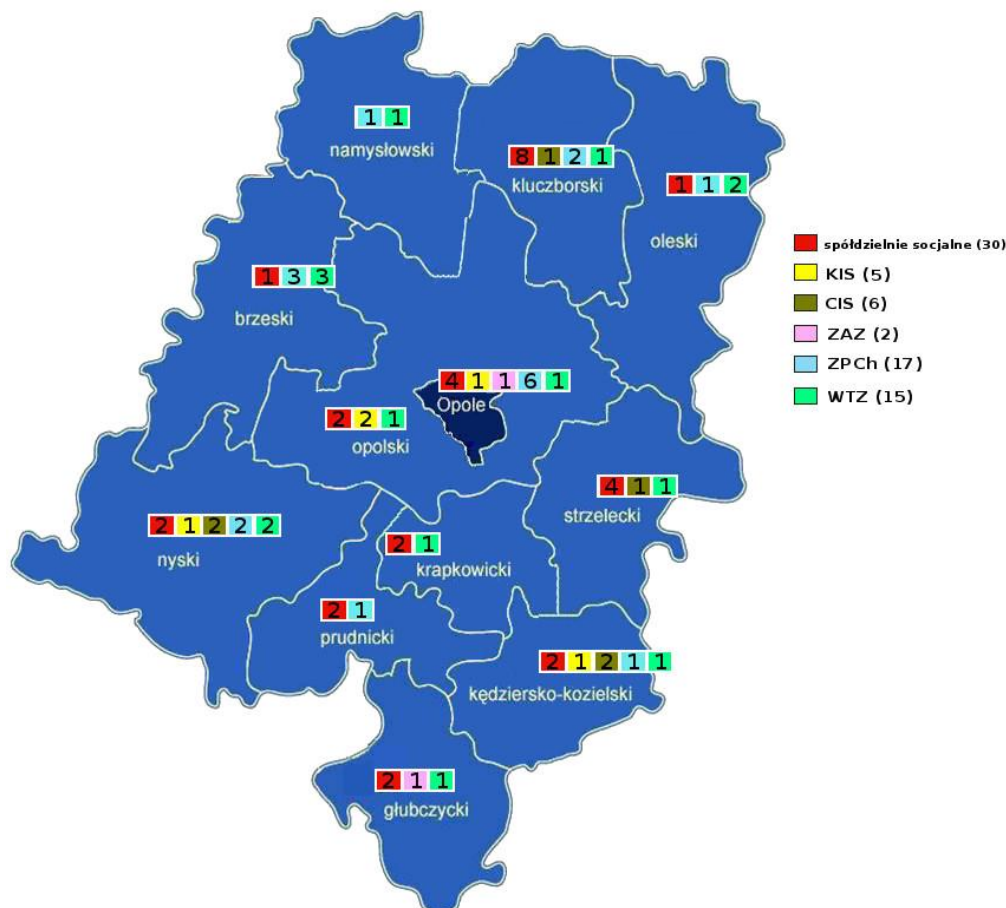 1 1
namysłowski
8 1 2 1
kluczborski
1 1 2
oleski
1 3 3
brzeski
4 1 1 6 1
Opole
2 2 1
opolski
4 1 1
strzelecki
2 1 2 2 2
nyski
2 1
krapkowicki
2 1
prudnicki
2 1 2 1 1
kędziersko-kozielski
2 1 1
głubczycki
spółdzielnie socjalne (30)
KIS (5)
CIS (6)
ZAZ (2)
ZPCh (17)
WTZ (15)